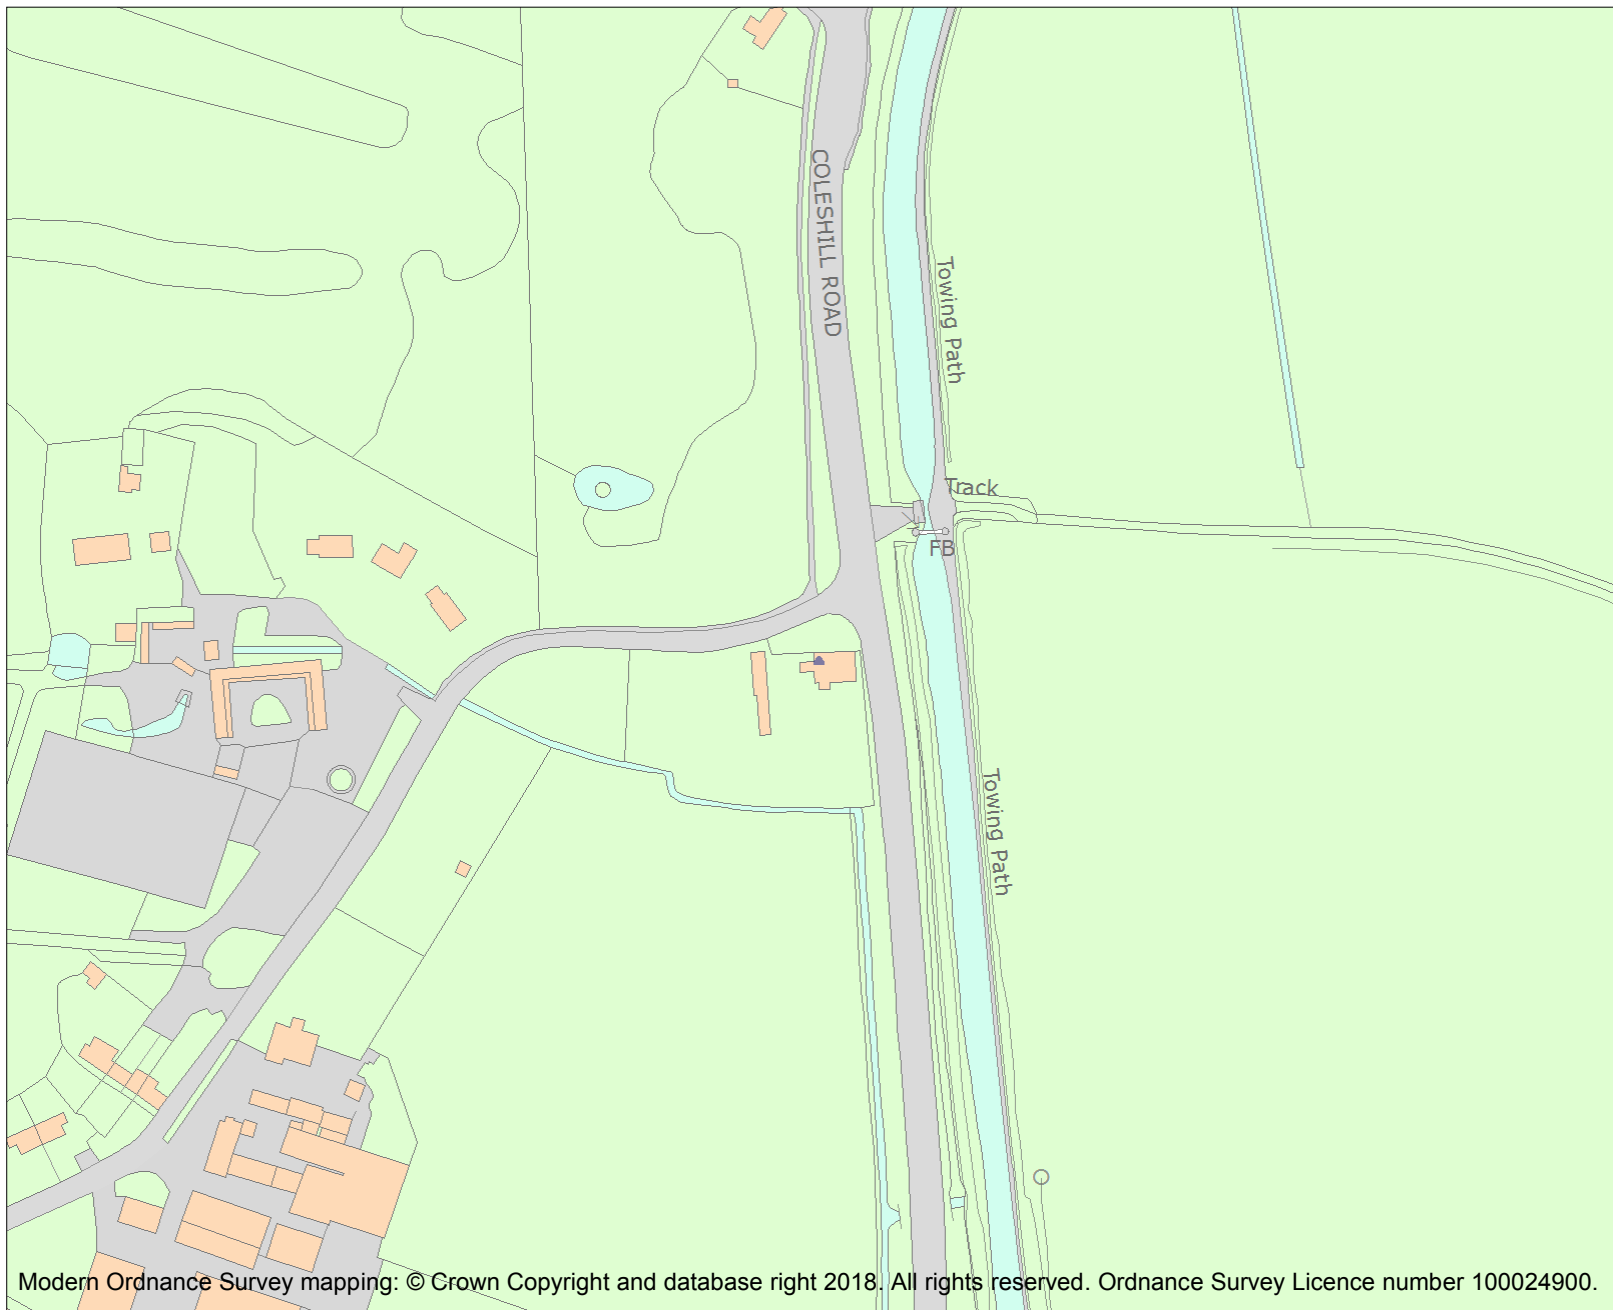 COLESHILL ROAD
Towing Path
Track
FB
Towing Path
Modern Ordnance Survey mapping: © Crown Copyright and database right 2018. All rights reserved. Ordnance Survey Licence number 100024900.